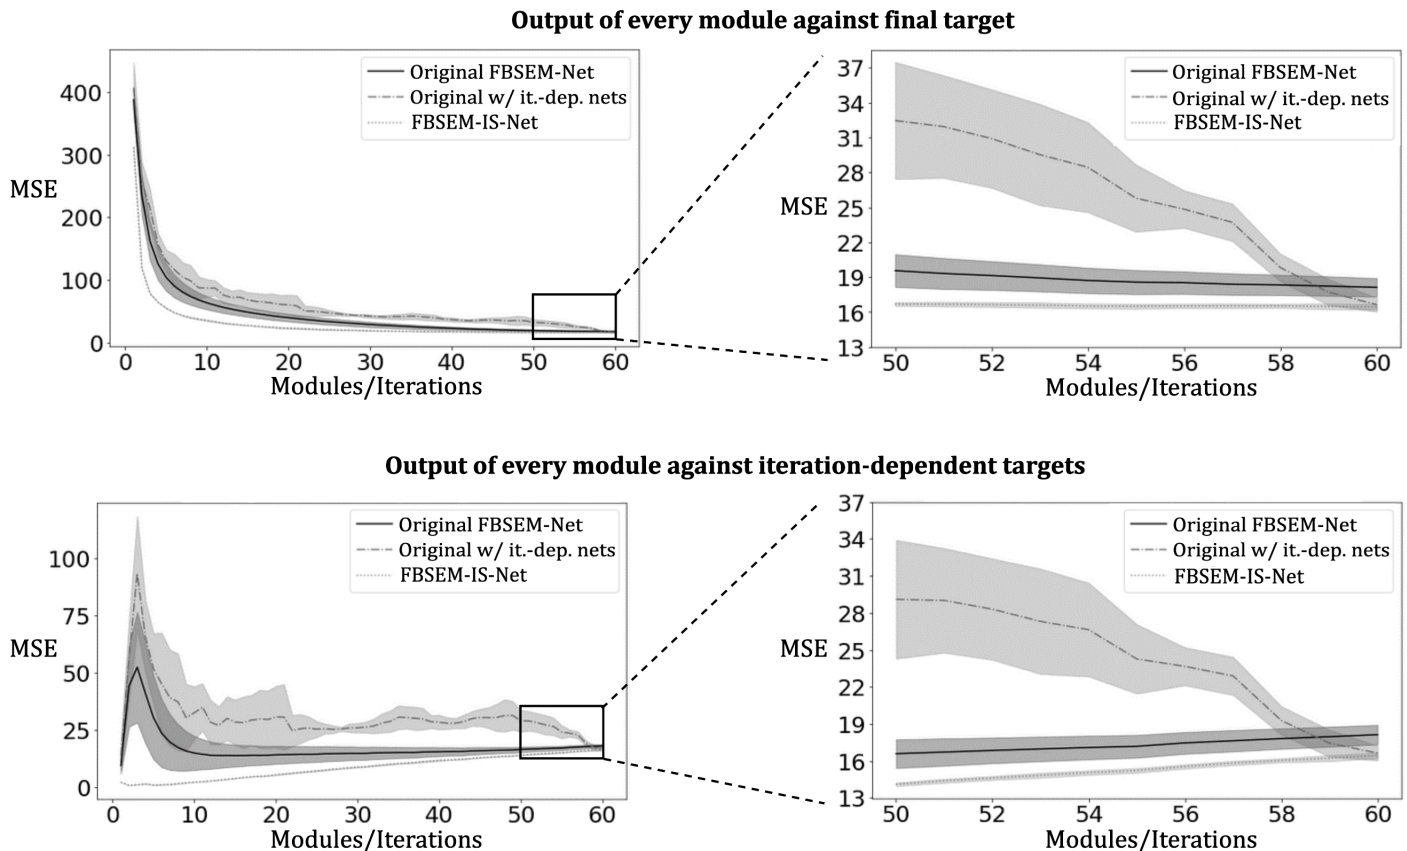 Output of every module against final target
MSE
400
300
200
100
0
0 10 20 30 40 50 60
Modules/Iterations
Original FBSEM-Net
Original w/ it.-dep. nets
FBSEM-IS-Net
MSE
37
34
31
28
25
22
19
16
13
50 52 54 56 58 60
Modules/Iterations
Original FBSEM-Net
Original w/ it.-dep. nets
FBSEM-IS-Net
Output of every module against iteration-dependent targets
MSE
100
75
50
25
0
0 10 20 30 40 50 60
Modules/Iterations
Original FBSEM-Net
Original w/ it.-dep. nets
FBSEM-IS-Net
MSE
37
34
31
28
25
22
19
16
13
50 52 54 56 58 60
Modules/Iterations
Original FBSEM-Net
Original w/ it.-dep. nets
FBSEM-IS-Net